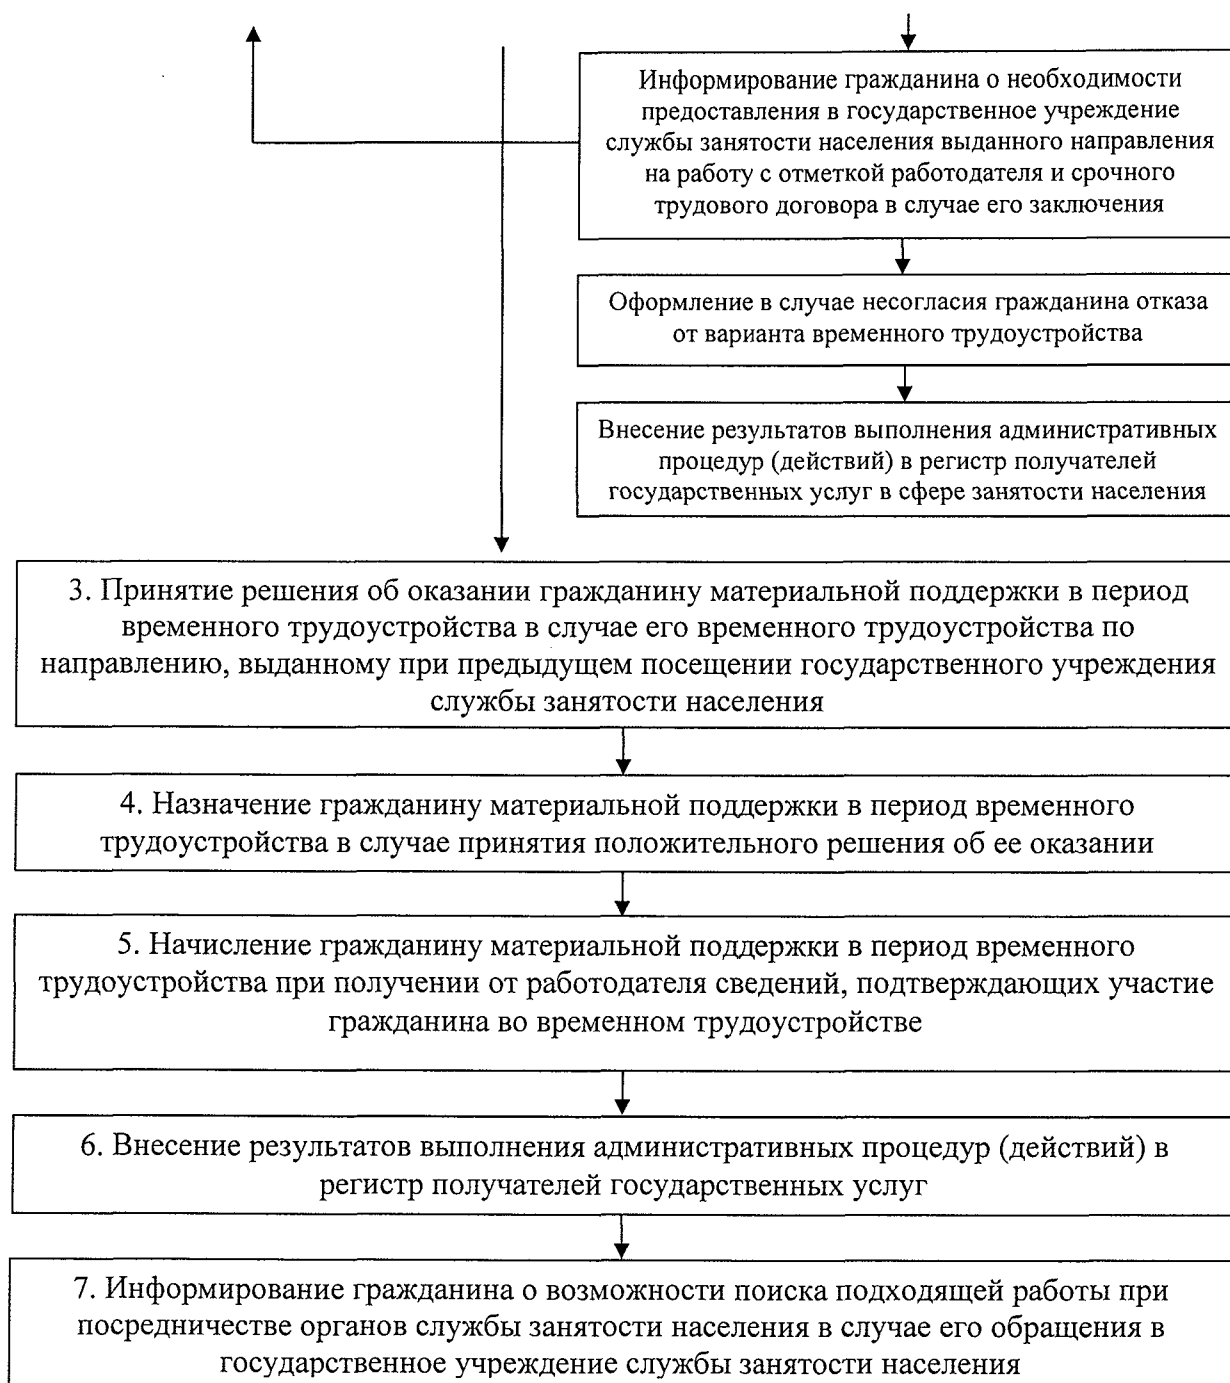 Информирование гражданина о необходимости
предоставления в государственное учреждение
службы занятости населения выданного направления
на работу с отметкой работодателя и срочного
трудового договора в случае его заключения
Оформление в случае несогласия гражданина отказа
от варианта временного трудоустройства
Внесение результатов выполнения административных
процедур (действий) в регистр получателей
государственных услуг в сфере занятости населения
3. Принятие решения об оказании гражданину материальной поддержки в период
временного трудоустройства в случае его временного трудоустройства по
направлению, выданному при предыдущем посещении государственного учреждения
службы занятости населения
4. Назначение гражданину материальной поддержки в период временного
трудоустройства в случае принятия положительного решения об ее оказании
5. Начисление гражданину материальной поддержки в период временного
трудоустройства при получении от работодателя сведений, подтверждающих участие
гражданина во временном трудоустройстве
6. Внесение результатов выполнения административных процедур (действий) в
регистр получателей государственных услуг
7. Информирование гражданина о возможности поиска подходящей работы при
посредничестве органов службы занятости населения в случае его обращения в
государственное учреждение службы занятости населения